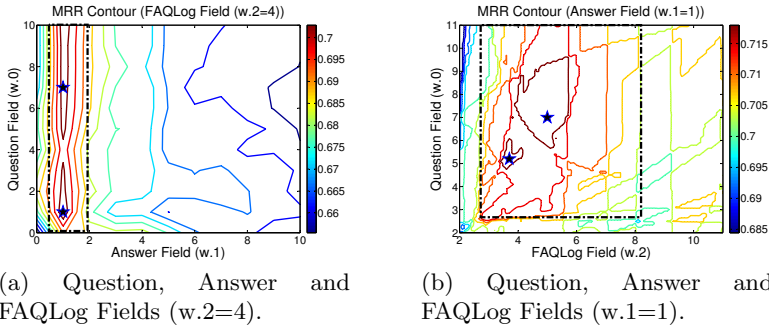 MRR Contour (FAQLog Field (w.2=4))
Question Field (w.0)
10
8
6
4
2
0
0 2 4 6 8 10
Answer Field (w.1)
0.7
0.695
0.69
0.685
0.68
0.675
0.67
0.665
0.66
(a) Question, Answer and
FAQLog Fields (w.2=4).
MRR Contour (Answer Field (w.1=1))
Question Field (w.0)
11
10
9
8
7
6
5
4
3
2
2 4 6 8 10
FAQLog Field (w.2)
0.715
0.71
0.705
0.7
0.695
0.69
0.685
(b) Question, Answer and
FAQLog Fields (w.1=1).